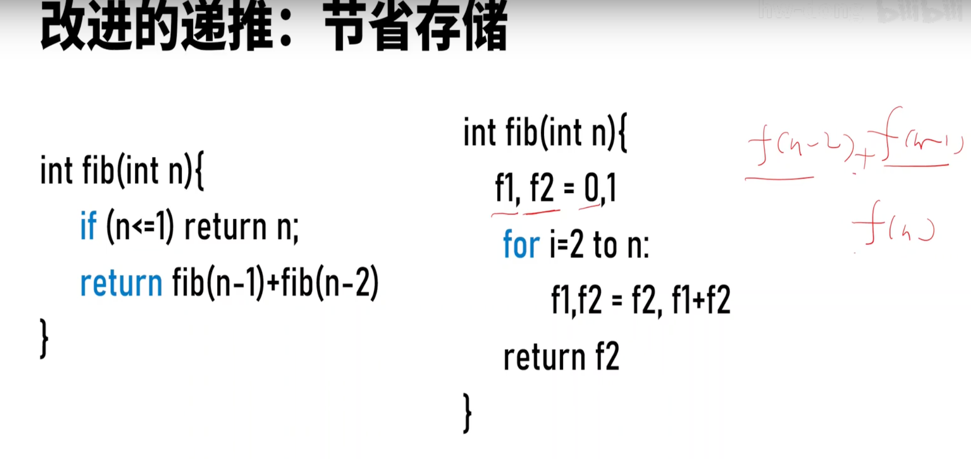 改进的递推：节省存储
int fib(int n){
if (n<=1) return n;
return fib(n-1)+fib(n-2)
}
int fib(int n){
f1, f2 = 0,1
for i=2 to n:
f1,f2 = f2, f1+f2
return f2
}
f(n-2)+f(n-1)
f(n)